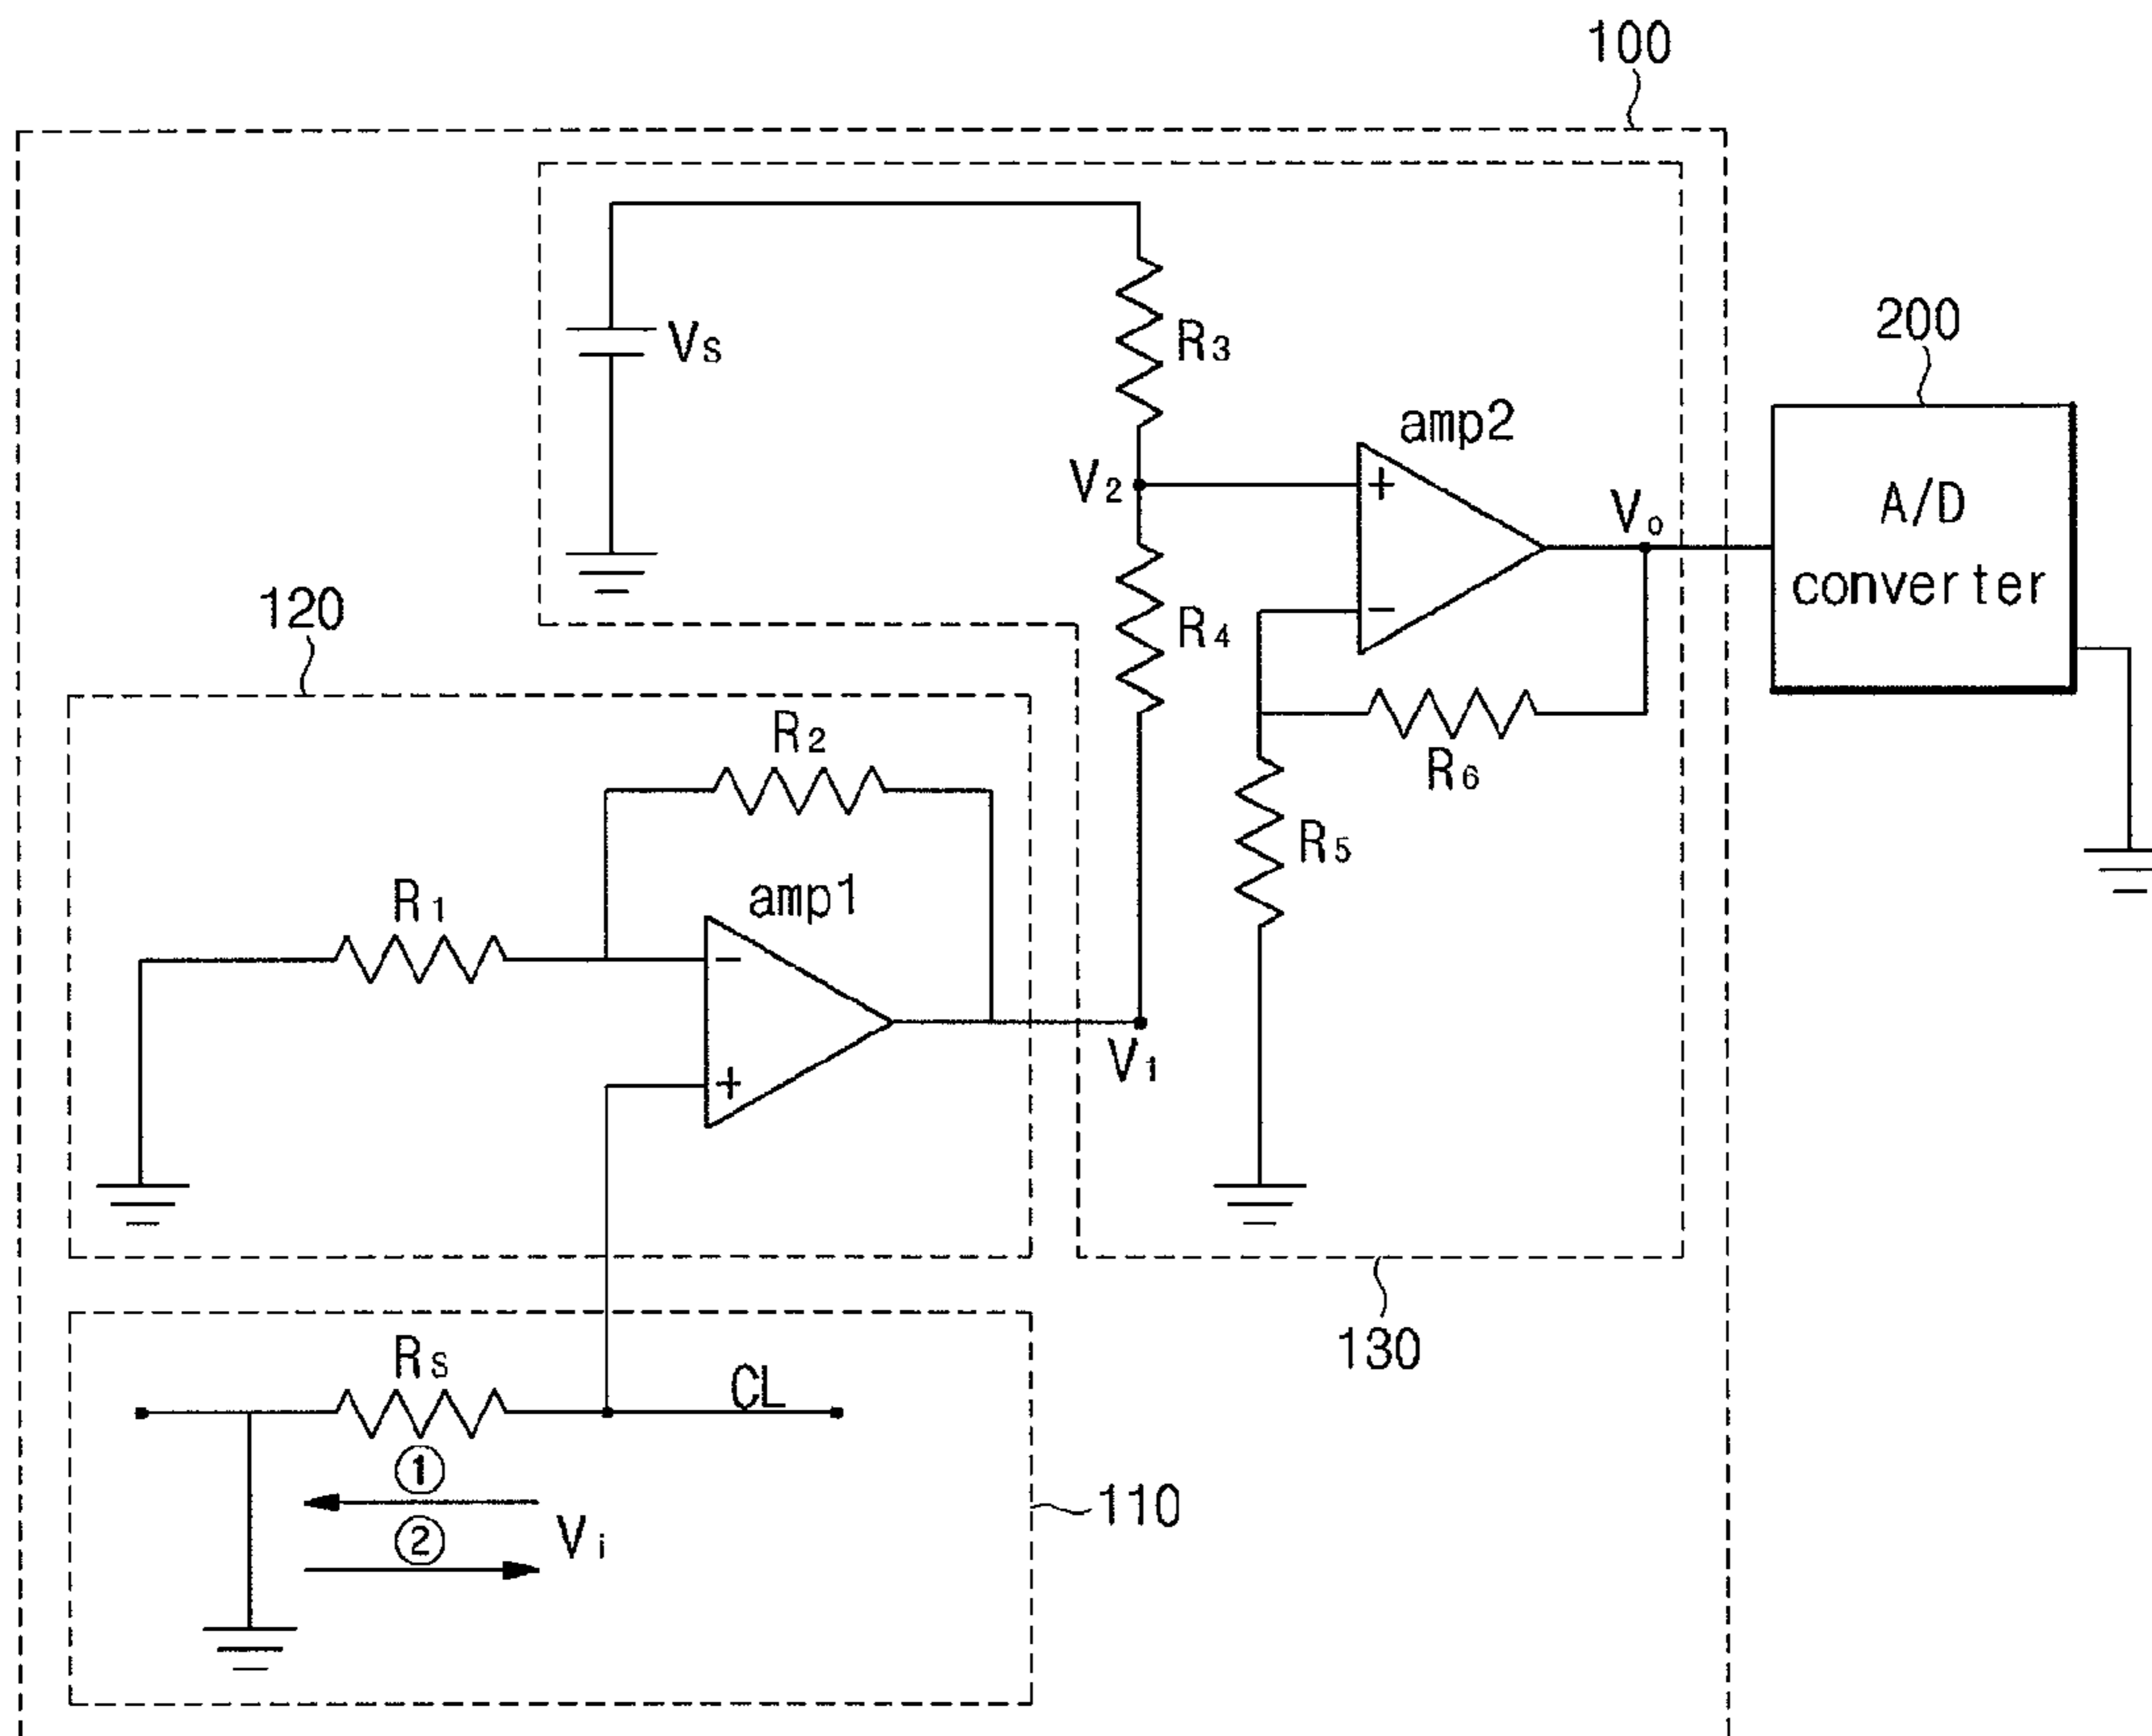 100
200
Vs
R3
amp2
V2
Vo
A/D
converter
120
R4
R2
R6
R5
R1
amp1
V1
130
Rs
CL
①
110
②
Vi